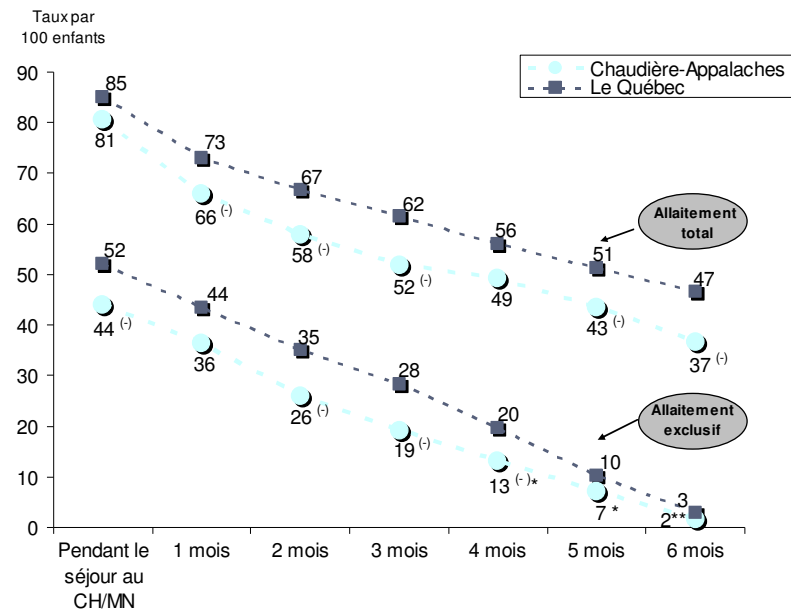 Taux par
100 enfants
Chaudière-Appalaches
Le Québec
90
80
70
60
50
40
30
20
10
0
85
73
67
62
56
51
47
81
66 (-)
58 (-)
52 (-)
49
43 (-)
37 (-)
Allaitement
total
52
44
35
28
20
10
3
44 (-)
36
26 (-)
19 (-)
13 (-)*
7 *
2**
Allaitement
exclusif
Pendant le
séjour au
CH/MN
1 mois
2 mois
3 mois
4 mois
5 mois
6 mois